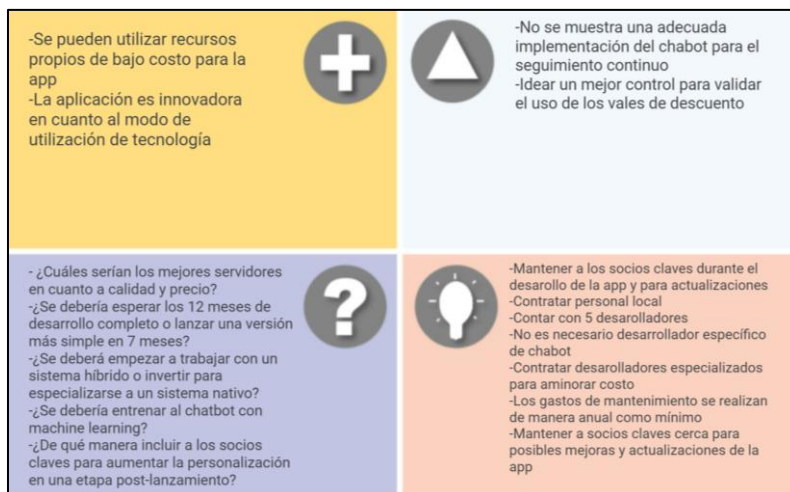 -Se pueden utilizar recursos
propios de bajo costo para la
app
-La aplicación es innovadora
en cuanto al modo de
utilización de tecnología
-No se muestra una adecuada
implementación del chabot para el
seguimiento continuo
-Idear un mejor control para validar
el uso de los vales de descuento
- ¿Cuáles serían los mejores servidores
en cuanto a calidad y precio?
-¿Se debería esperar los 12 meses de
desarrollo completo o lanzar una versión
más simple en 7 meses?
-¿Se deberá empezar a trabajar con un
sistema híbrido o invertir para
especializarse a un sistema nativo?
-¿Se debería entrenar al chatbot con
machine learning?
-¿De qué manera incluir a los socios
claves para aumentar la personalización
en una etapa post-lanzamiento?
-Mantener a los socios claves durante el
desarollo de la app y para actualizaciones
-Contratar personal local
-Contar con 5 desarolladores
-No es necesario desarrollador específico
de chabot
-Contratar desarolladores especializados
para aminorar costo
-Los gastos de mantenimiento se realizan
de manera anual como mínimo
-Mantener a socios claves cerca para
posibles mejoras y actualizaciones de la
app